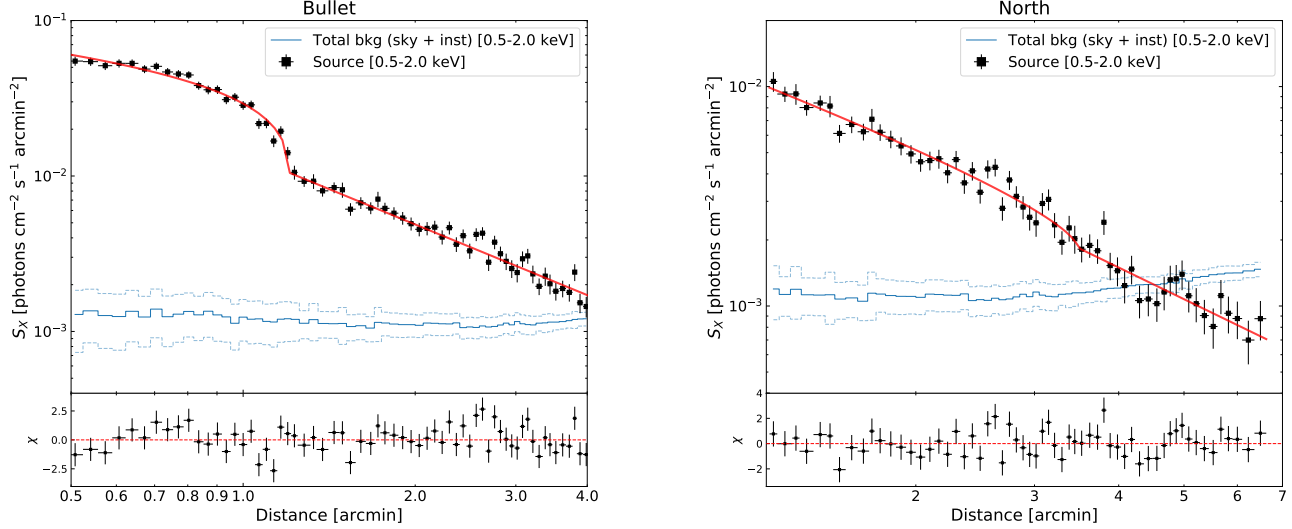 Bullet
10⁻¹
10⁻²
10⁻³
S_X [photons cm⁻² s⁻¹ arcmin⁻²]
Total bkg (sky + inst) [0.5-2.0 keV]
Source [0.5-2.0 keV]
2.5
0.0
−2.5
χ
0.5 0.6 0.7 0.8 0.9 1.0 2.0 3.0 4.0
Distance [arcmin]
North
10⁻²
10⁻³
S_X [photons cm⁻² s⁻¹ arcmin⁻²]
Total bkg (sky + inst) [0.5-2.0 keV]
Source [0.5-2.0 keV]
4
2
0
−2
χ
2 3 4 5 6 7
Distance [arcmin]